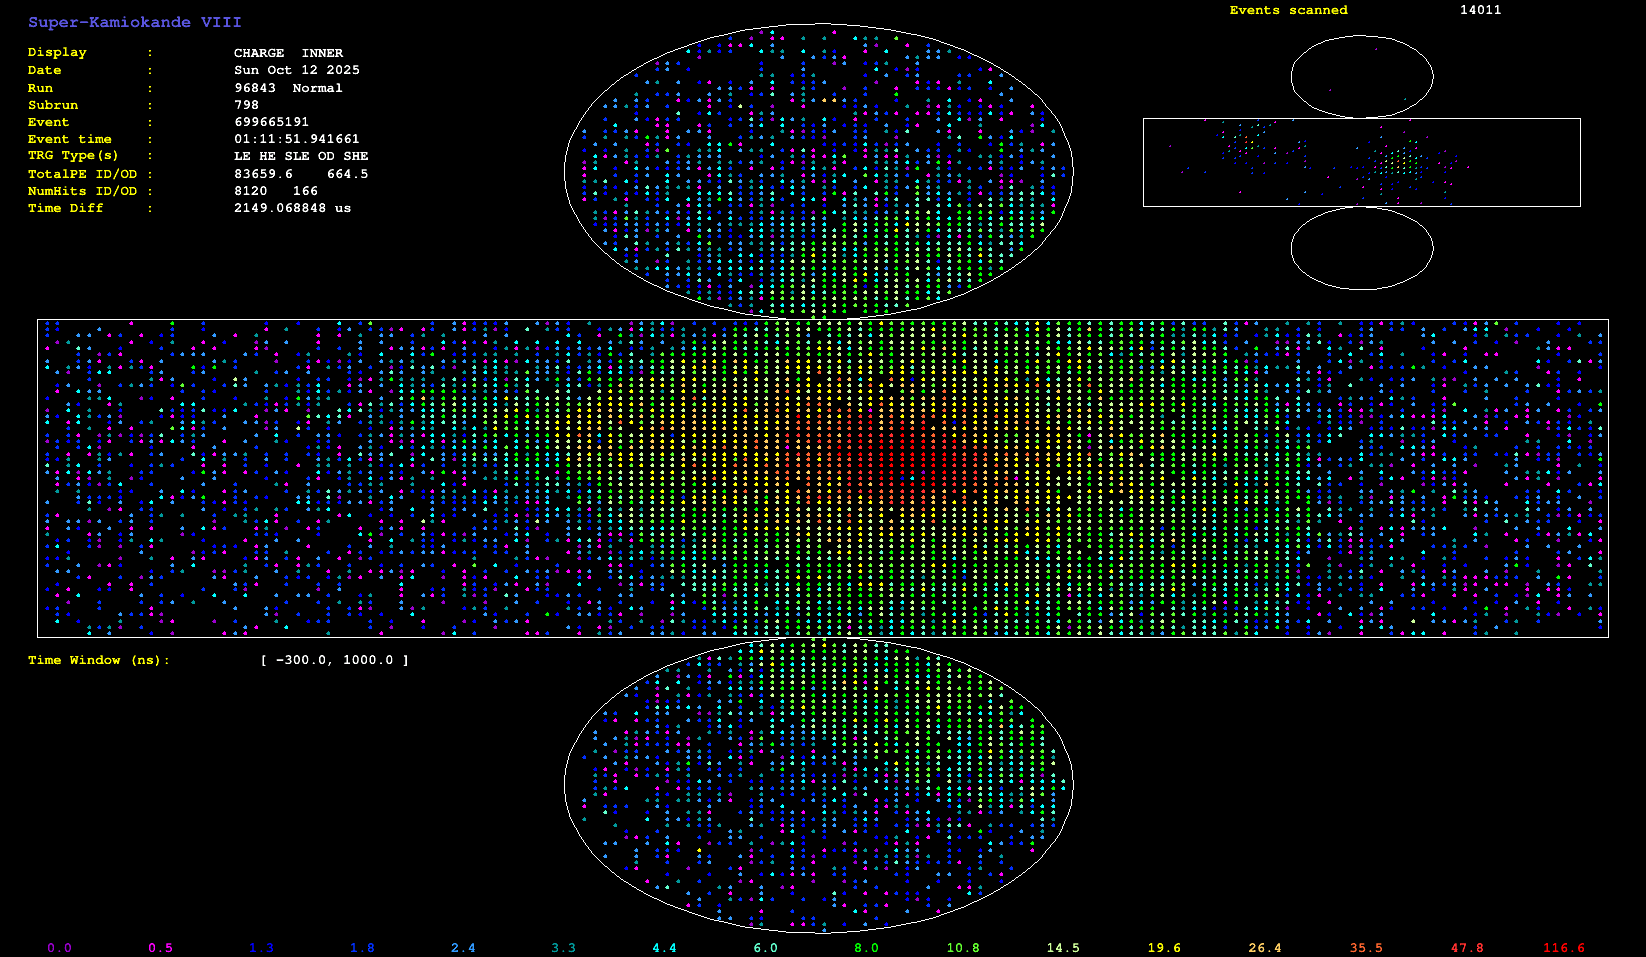 Super-Kamiokande VIII
Events scanned 14011
Display : CHARGE INNER
Date : Sun Oct 12 2025
Run : 96843 Normal
Subrun : 798
Event : 699665191
Event time : 01:11:51.941661
TRG Type(s) : LE HE SLE OD SHE
TotalPE ID/OD : 83659.6 664.5
NumHits ID/OD : 8120 166
Time Diff : 2149.068848 us
Time Window (ns): [ -300.0, 1000.0 ]
0.0 0.5 1.3 1.8 2.4 3.3 4.4 6.0 8.0 10.8 14.5 19.6 26.4 35.5 47.8 116.6